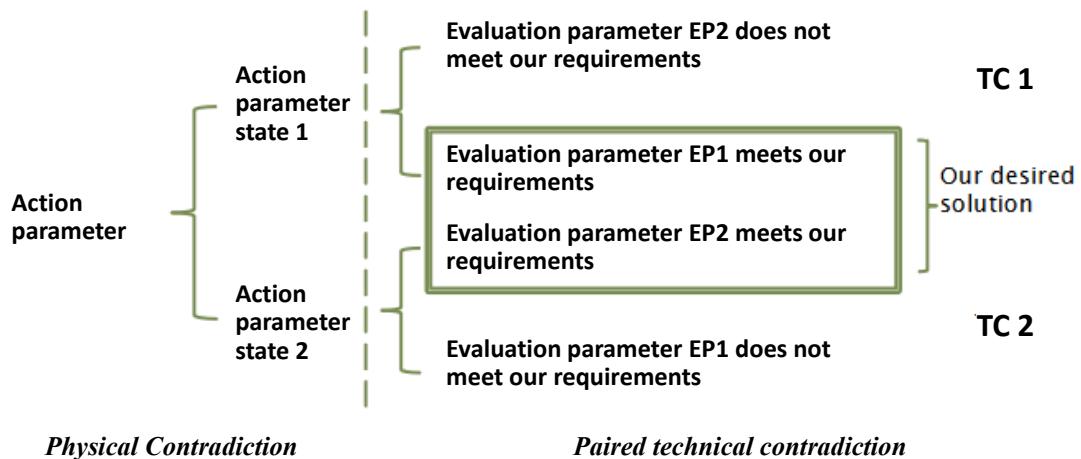 Evaluation parameter EP2 does not
meet our requirements
TC 1
Action
parameter
state 1
Evaluation parameter EP1 meets our
requirements
Our desired
solution
Action
parameter
Evaluation parameter EP2 meets our
requirements
Action
parameter
state 2
TC 2
Evaluation parameter EP1 does not
meet our requirements
Physical Contradiction
Paired technical contradiction